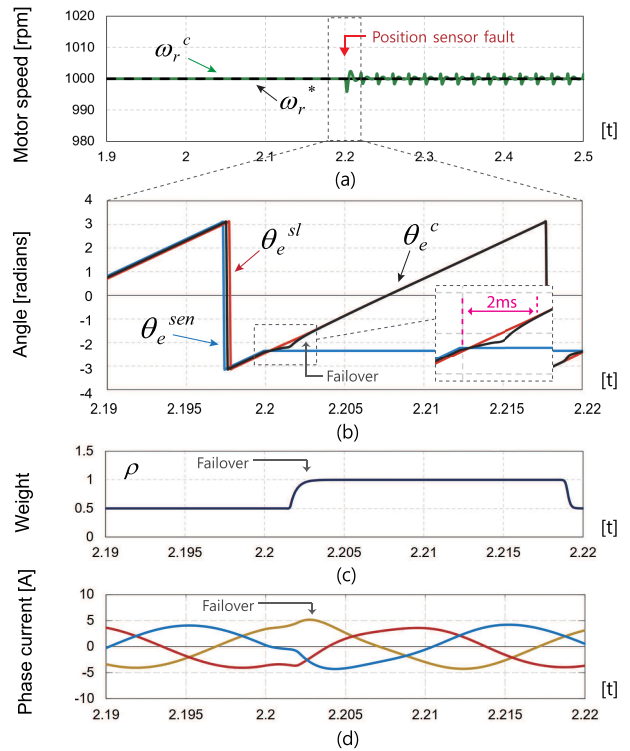 Motor speed [rpm]
1020
1000
990
980
ω_r^c
ω_r^*
Position sensor fault
1.9
2
2.1
2.2
2.3
2.4
2.5
[t]
(a)
Angle [radians]
4
3
2
1
0
-1
-2
-3
-4
θ_e^sl
θ_e^c
θ_e^sen
2ms
Failover
2.19
2.195
2.2
2.205
2.21
2.215
2.22
[t]
(b)
Weight
1.5
1
0.5
0
ρ
Failover
2.19
2.195
2.2
2.205
2.21
2.215
2.22
[t]
(c)
Phase current [A]
10
5
0
-5
-10
Failover
2.19
2.195
2.2
2.205
2.21
2.215
2.22
[t]
(d)